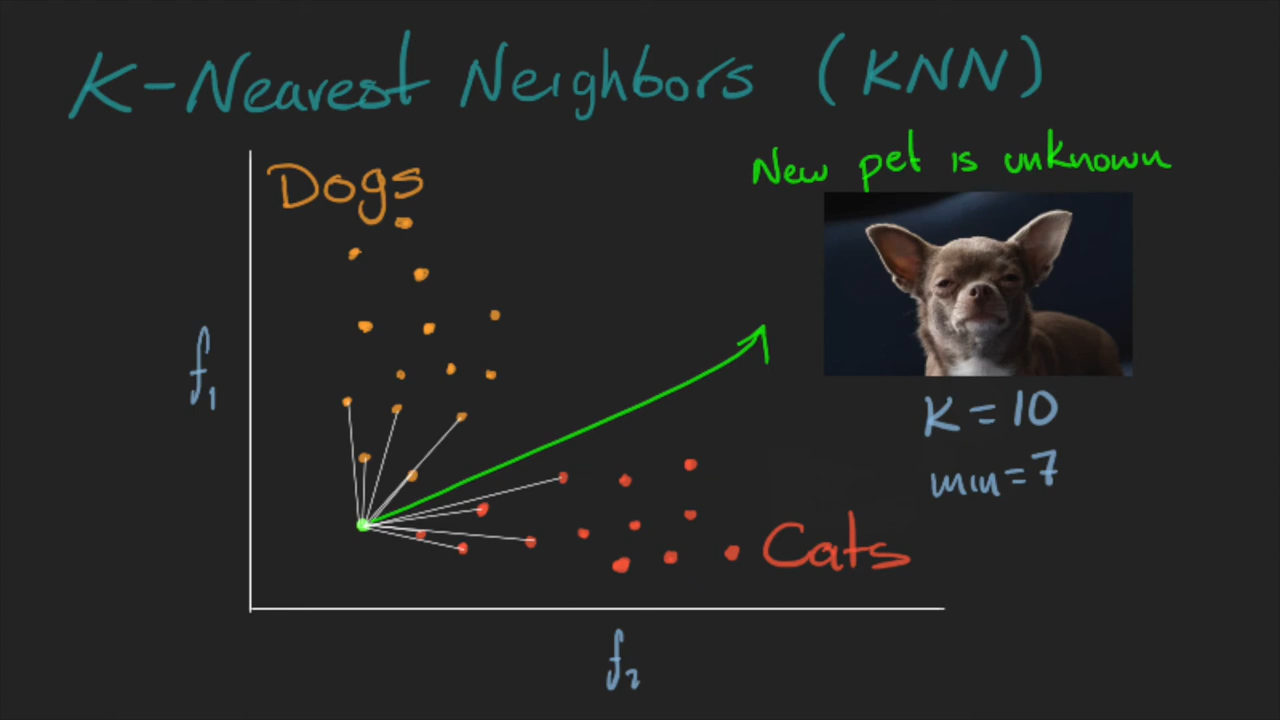 K-Nearest Neighbors (KNN)
New pet is unknown
Dogs
f1
K = 10
min = 7
Cats
f2